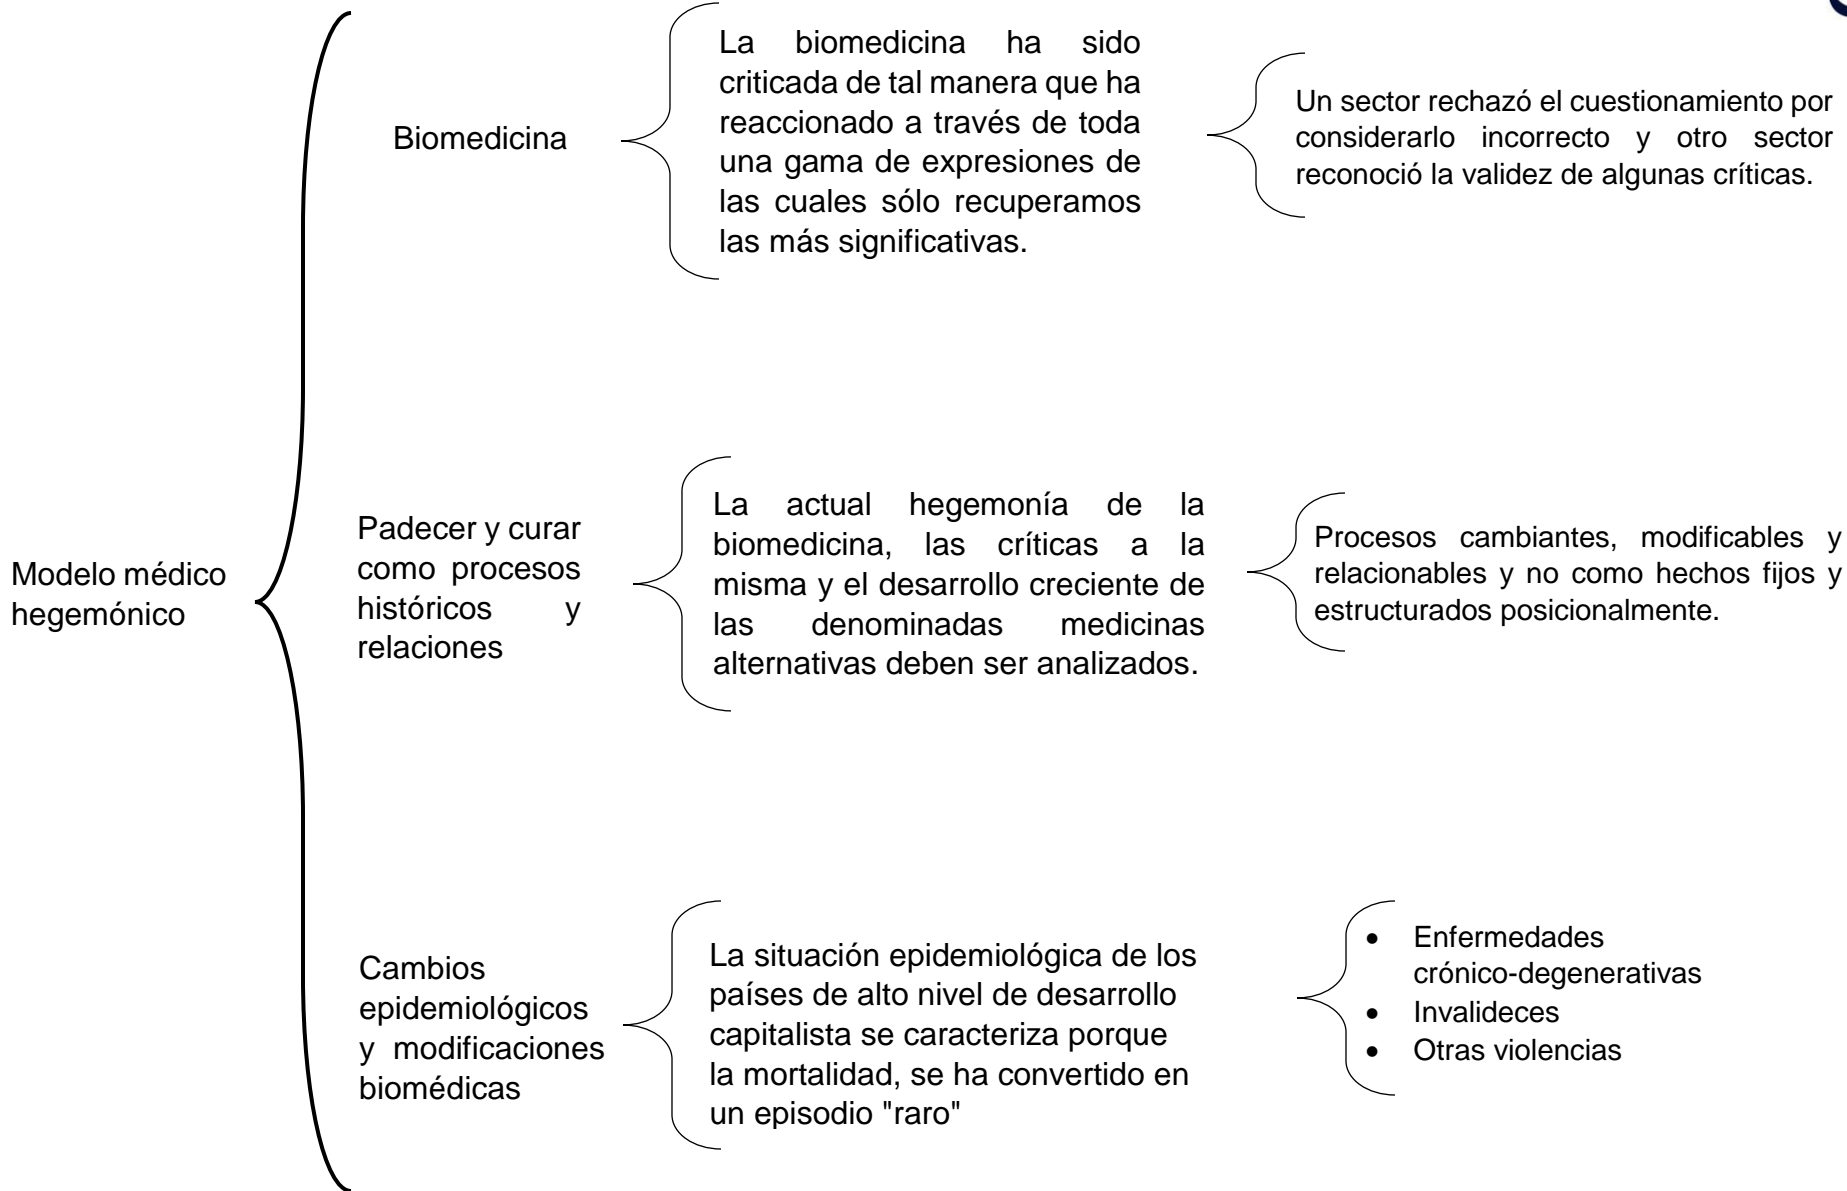 Modelo médico
hegemónico
Biomedicina
La biomedicina ha sido
criticada de tal manera que ha
reaccionado a través de toda
una gama de expresiones de
las cuales sólo recuperamos
las más significativas.
Un sector rechazó el cuestionamiento por
considerarlo incorrecto y otro sector
reconoció la validez de algunas críticas.
Padecer y curar
como procesos
históricos y
relaciones
La actual hegemonía de la
biomedicina, las críticas a la
misma y el desarrollo creciente de
las denominadas medicinas
alternativas deben ser analizados.
Procesos cambiantes, modificables y
relacionables y no como hechos fijos y
estructurados posicionalmente.
Cambios
epidemiológicos
y modificaciones
biomédicas
La situación epidemiológica de los
países de alto nivel de desarrollo
capitalista se caracteriza porque
la mortalidad, se ha convertido en
un episodio "raro"
• Enfermedades
crónico-degenerativas
• Invalideces
• Otras violencias